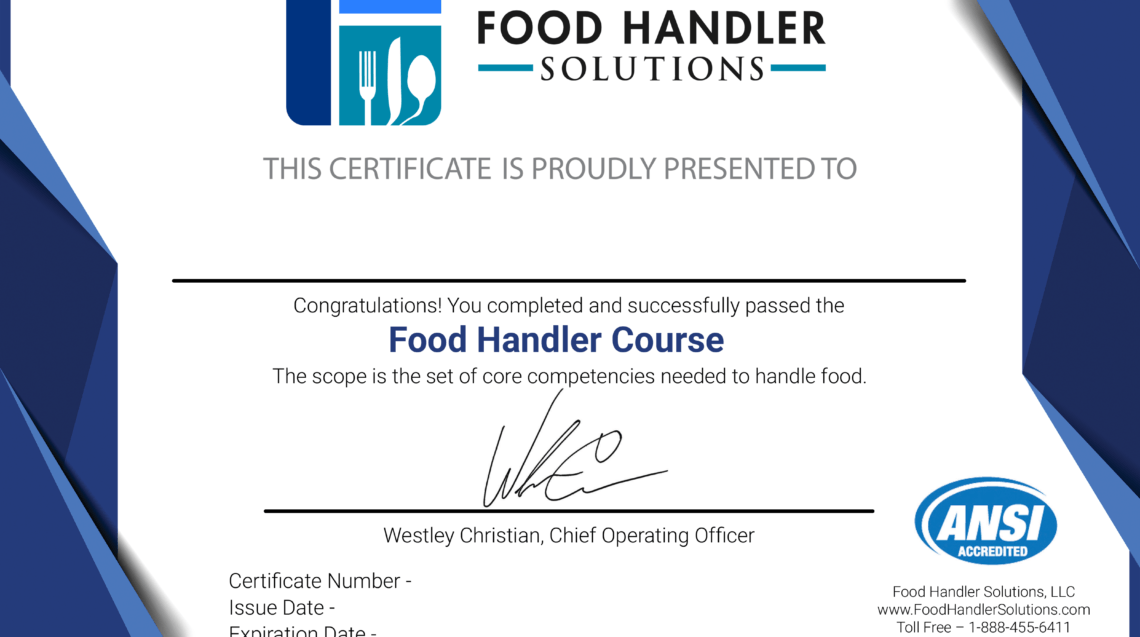 FOOD HANDLER
SOLUTIONS
THIS CERTIFICATE IS PROUDLY PRESENTED TO
Congratulations! You completed and successfully passed the
Food Handler Course
The scope is the set of core competencies needed to handle food.
Westley Christian, Chief Operating Officer
ANSI
ACCREDITED
Certificate Number -
Issue Date -
Expiration Date -
Food Handler Solutions, LLC
www.FoodHandlerSolutions.com
Toll Free – 1-888-455-6411